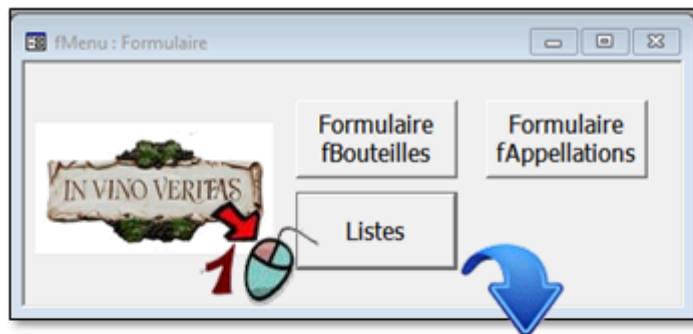 fMenu : Formulaire
Formulaire
fBouteilles
Formulaire
fAppellations
IN VINO VERITAS
Listes
1